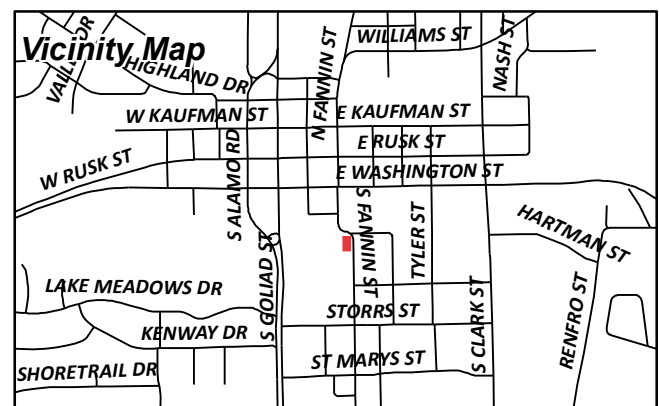 Vicinity Map
VALLEY DR
HIGHLAND DR
N FANNIN ST
WILLIAMS ST
NASH ST
W KAUFMAN ST
E KAUFMAN ST
E RUSK ST
W RUSK ST
E WASHINGTON ST
S ALAMO RD
S FANNIN ST
TYLER ST
HARTMAN ST
S GOLIAD ST
LAKE MEADOWS DR
STORRS ST
S CLARK ST
RENFRO ST
KENWAY DR
ST MARYS ST
SHORETRAIL DR